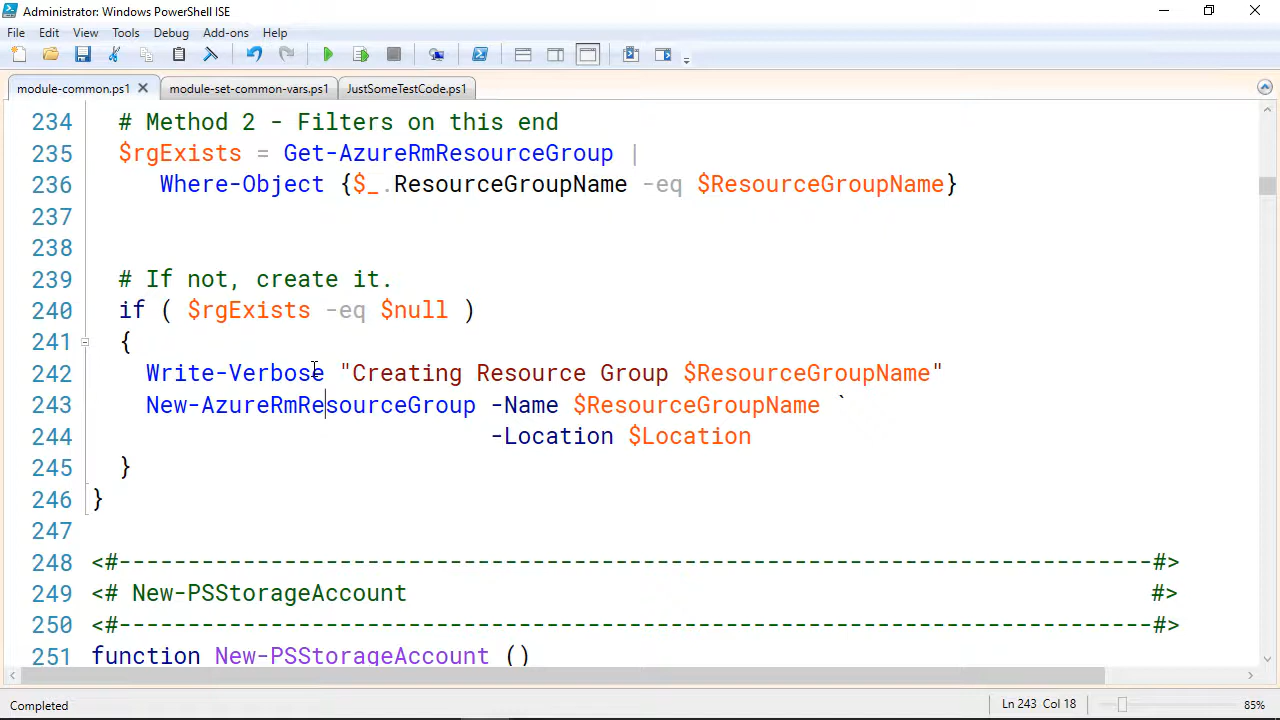 Administrator: Windows PowerShell ISE
File Edit View Tools Debug Add-ons Help
module-common.ps1 module-set-common-vars.ps1 JustSomeTestCode.ps1
234 # Method 2 - Filters on this end
235 $rgExists = Get-AzureRmResourceGroup |
236 Where-Object {$_.ResourceGroupName -eq $ResourceGroupName}
237
238
239 # If not, create it.
240 if ( $rgExists -eq $null )
241 {
242 Write-Verbose "Creating Resource Group $ResourceGroupName"
243 New-AzureRmResourceGroup -Name $ResourceGroupName `
244 -Location $Location
245 }
246 }
247
248 <#---------------------------------------------------------------------------#>
249 <# New-PSStorageAccount #>
250 <#---------------------------------------------------------------------------#>
251 function New-PSStorageAccount ()
Completed Ln 243 Col 18 85%